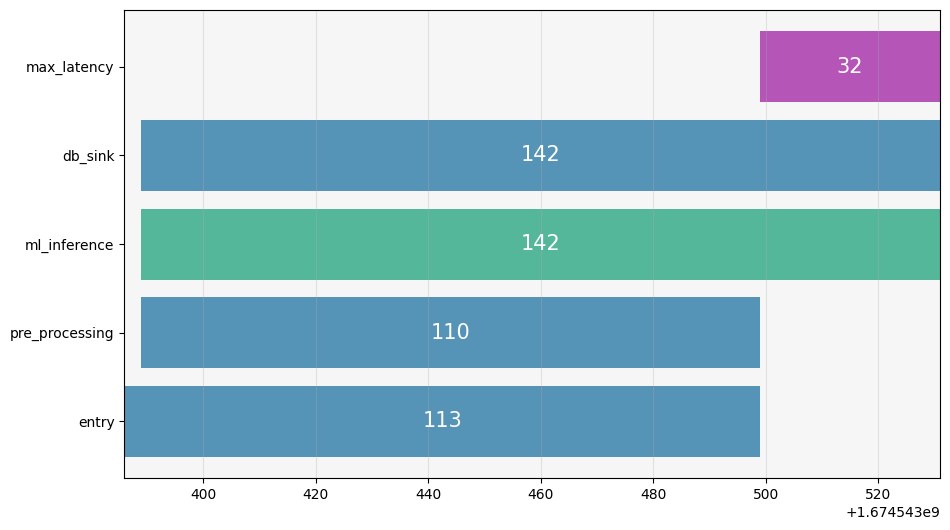 max_latency
32
db_sink
142
ml_inference
142
pre_processing
110
entry
113
400 420 440 460 480 500 520
+1.674543e9